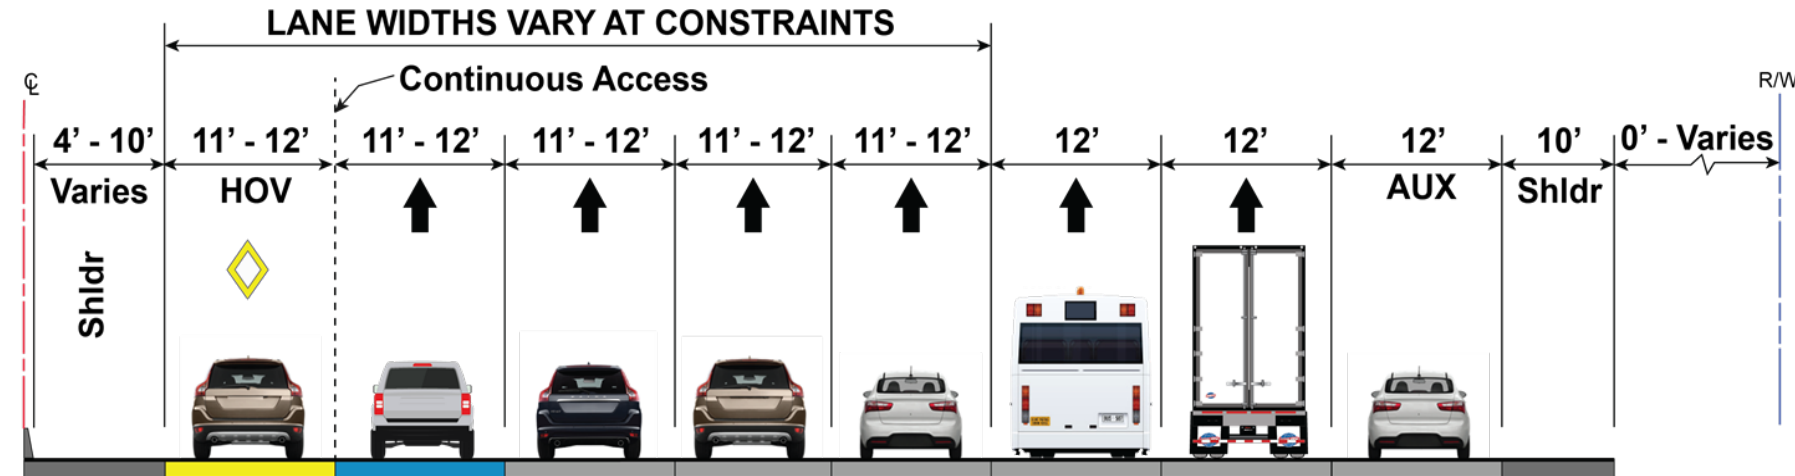 LANE WIDTHS VARY AT CONSTRAINTS
Continuous Access
℄
R/W
4’ - 10’ 11’ - 12’ 11’ - 12’ 11’ - 12’ 11’ - 12’ 11’ - 12’ 12’ 12’ 12’ 10’ 0’ - Varies
Varies HOV AUX Shldr
Shldr